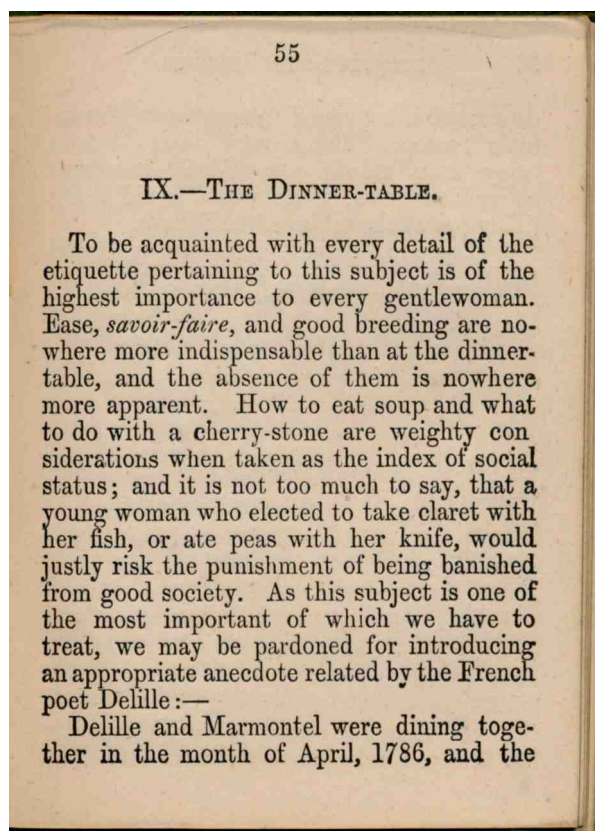 55
IX.—The Dinner-table.
To be acquainted with every detail of the
etiquette pertaining to this subject is of the
highest importance to every gentlewoman.
Ease, savoir-faire, and good breeding are no-
where more indispensable than at the dinner-
table, and the absence of them is nowhere
more apparent. How to eat soup and what
to do with a cherry-stone are weighty con
siderations when taken as the index of social
status; and it is not too much to say, that a
young woman who elected to take claret with
her fish, or ate peas with her knife, would
justly risk the punishment of being banished
from good society. As this subject is one of
the most important of which we have to
treat, we may be pardoned for introducing
an appropriate anecdote related by the French
poet Delille:—
Delille and Marmontel were dining toge-
ther in the month of April, 1786, and the